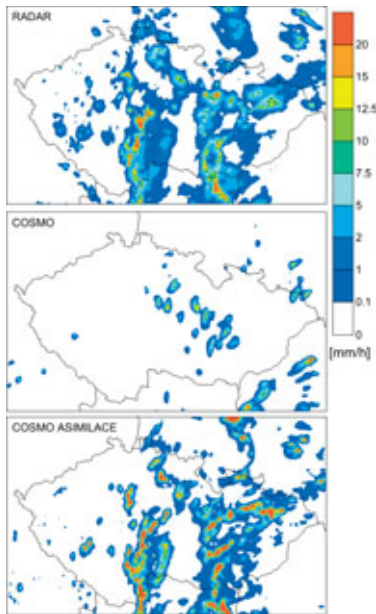 RADAR
20
15
12.5
10
7.5
5
2
1
0.1
0
[mm/h]
COSMO
COSMO ASIMILACE